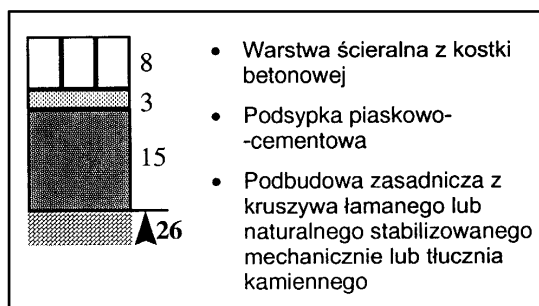 8
3
15
26
• Warstwa ścieralna z kostki
betonowej
• Podsypka piaskowo-
-cementowa
• Podbudowa zasadnicza z
kruszywa łamanego lub
naturalnego stabilizowanego
mechanicznie lub tłucznia
kamiennego